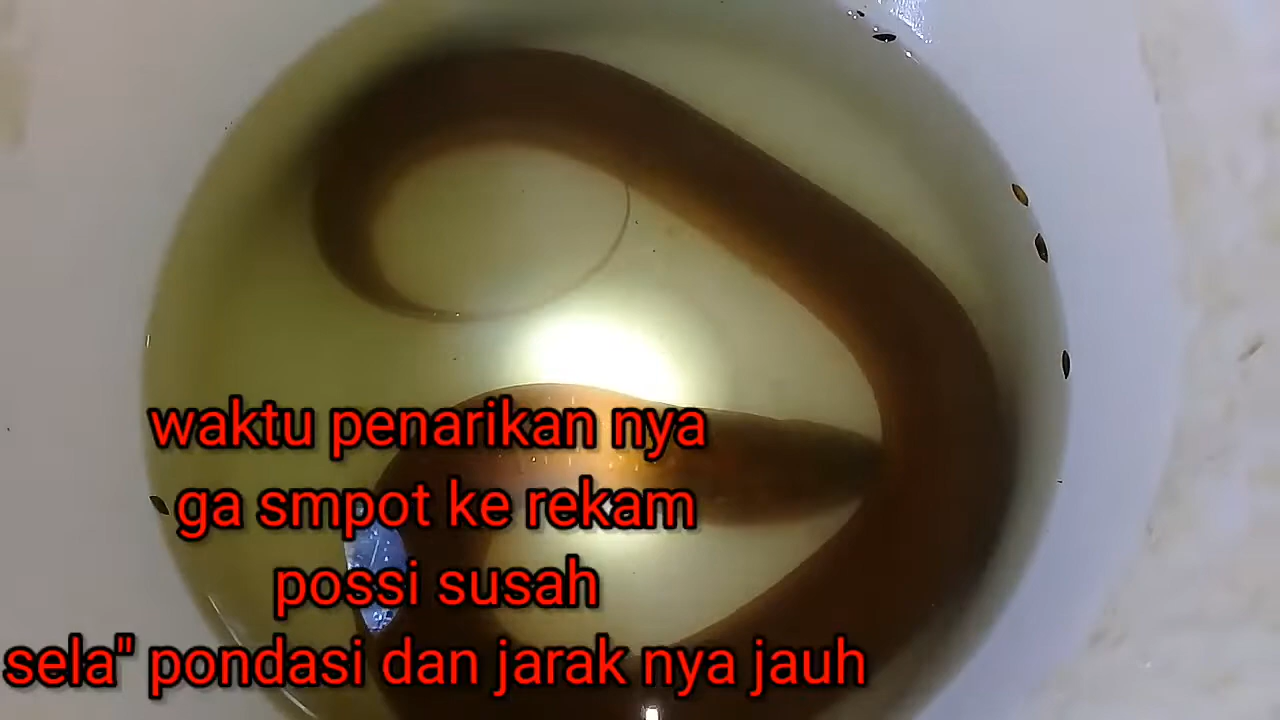 waktu penarikan nya
ga smpot ke rekam
possi susah
sela" pondasi dan jarak nya jauh